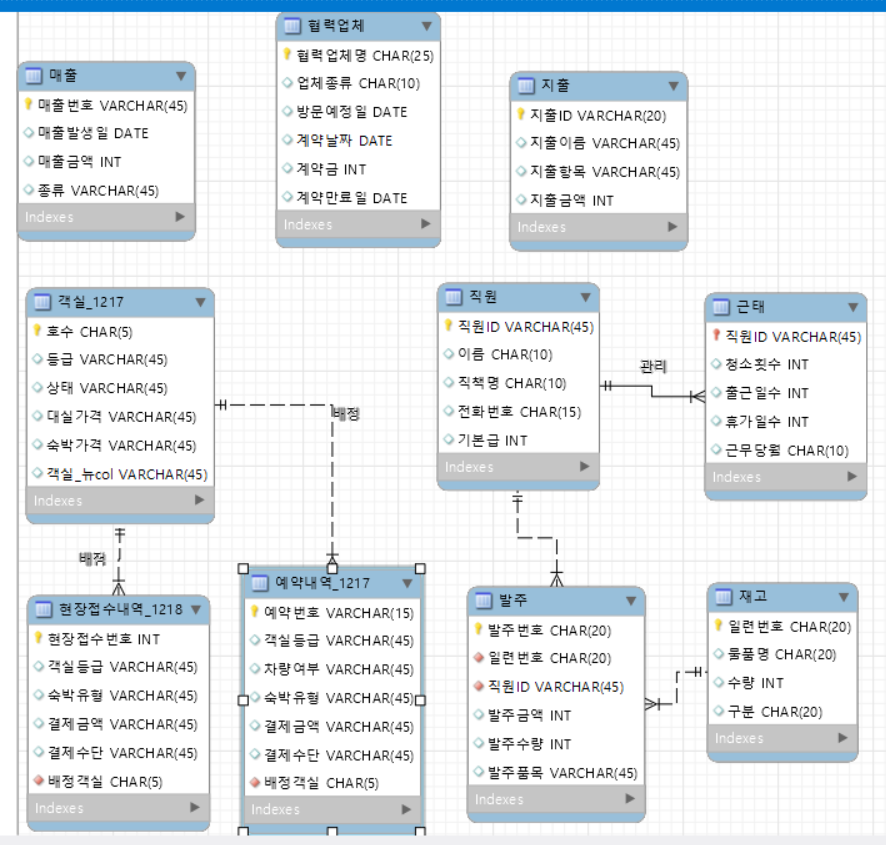 협력업체
협력업체명 CHAR(25)
업체종류 CHAR(10)
방문예정일 DATE
계약날짜 DATE
계약금 INT
계약만료일 DATE
Indexes
매출
매출번호 VARCHAR(45)
매출발생일 DATE
매출금액 INT
종류 VARCHAR(45)
Indexes
지출
지출ID VARCHAR(20)
지출이름 VARCHAR(45)
지출항목 VARCHAR(45)
지출금액 INT
Indexes
객실_1217
호수 CHAR(5)
등급 VARCHAR(45)
상태 VARCHAR(45)
대실가격 VARCHAR(45)
숙박가격 VARCHAR(45)
객실_뉴col VARCHAR(45)
Indexes
배정
배정
직원
직원ID VARCHAR(45)
이름 CHAR(10)
직책명 CHAR(10)
전화번호 CHAR(15)
기본급 INT
Indexes
관리
근태
직원ID VARCHAR(45)
청소횟수 INT
출근일수 INT
휴가일수 INT
근무당월 CHAR(10)
Indexes
현장접수내역_1218
현장접수번호 INT
객실등급 VARCHAR(45)
숙박유형 VARCHAR(45)
결제금액 VARCHAR(45)
결제수단 VARCHAR(45)
배정객실 CHAR(5)
Indexes
예약내역_1217
예약번호 VARCHAR(15)
객실등급 VARCHAR(45)
차량여부 VARCHAR(45)
숙박유형 VARCHAR(45)
결제금액 VARCHAR(45)
결제수단 VARCHAR(45)
배정객실 CHAR(5)
Indexes
발주
발주번호 CHAR(20)
일련번호 CHAR(20)
직원ID VARCHAR(45)
발주금액 INT
발주수량 INT
발주품목 VARCHAR(45)
Indexes
재고
일련번호 CHAR(20)
물품명 CHAR(20)
수량 INT
구분 CHAR(20)
Indexes